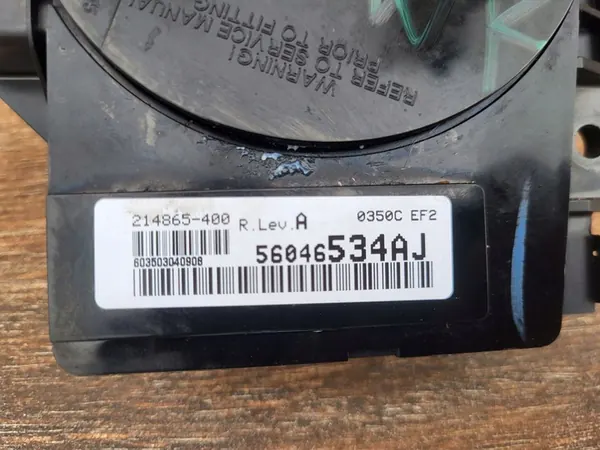 WARNING!
REFER TO SERVICE MANUAL
PRIOR TO FITTING
214865-400
R.Lev.A
0350C EF2
603503040908
56046534AJ